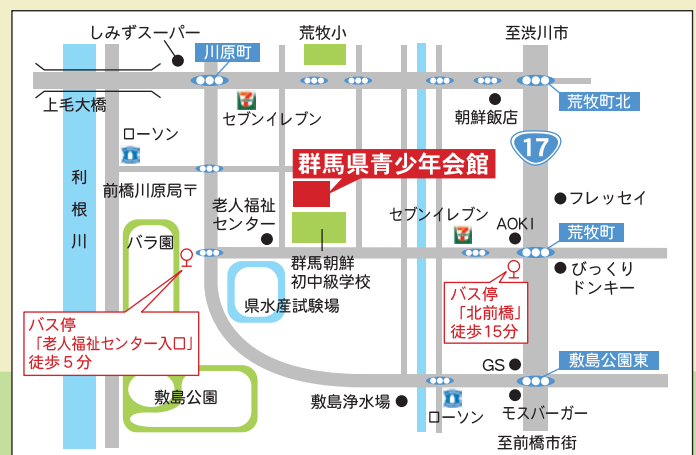 しみずスーパー
荒牧小
至渋川市
川原町
荒牧町北
上毛大橋
7
セブンイレブン
朝鮮飯店
ローソン
17
利根川
前橋川原局〒
群馬県青少年会館
老人福祉
センター
フレッセイ
セブンイレブン
7
AOKI
荒牧町
バラ園
群馬朝鮮
初中級学校
びっくり
ドンキー
県水産試験場
バス停
「北前橋」
徒歩15分
バス停
「老人福祉センター入口」
徒歩5分
GS
敷島公園東
敷島公園
敷島浄水場
ローソン
モスバーガー
至前橋市街